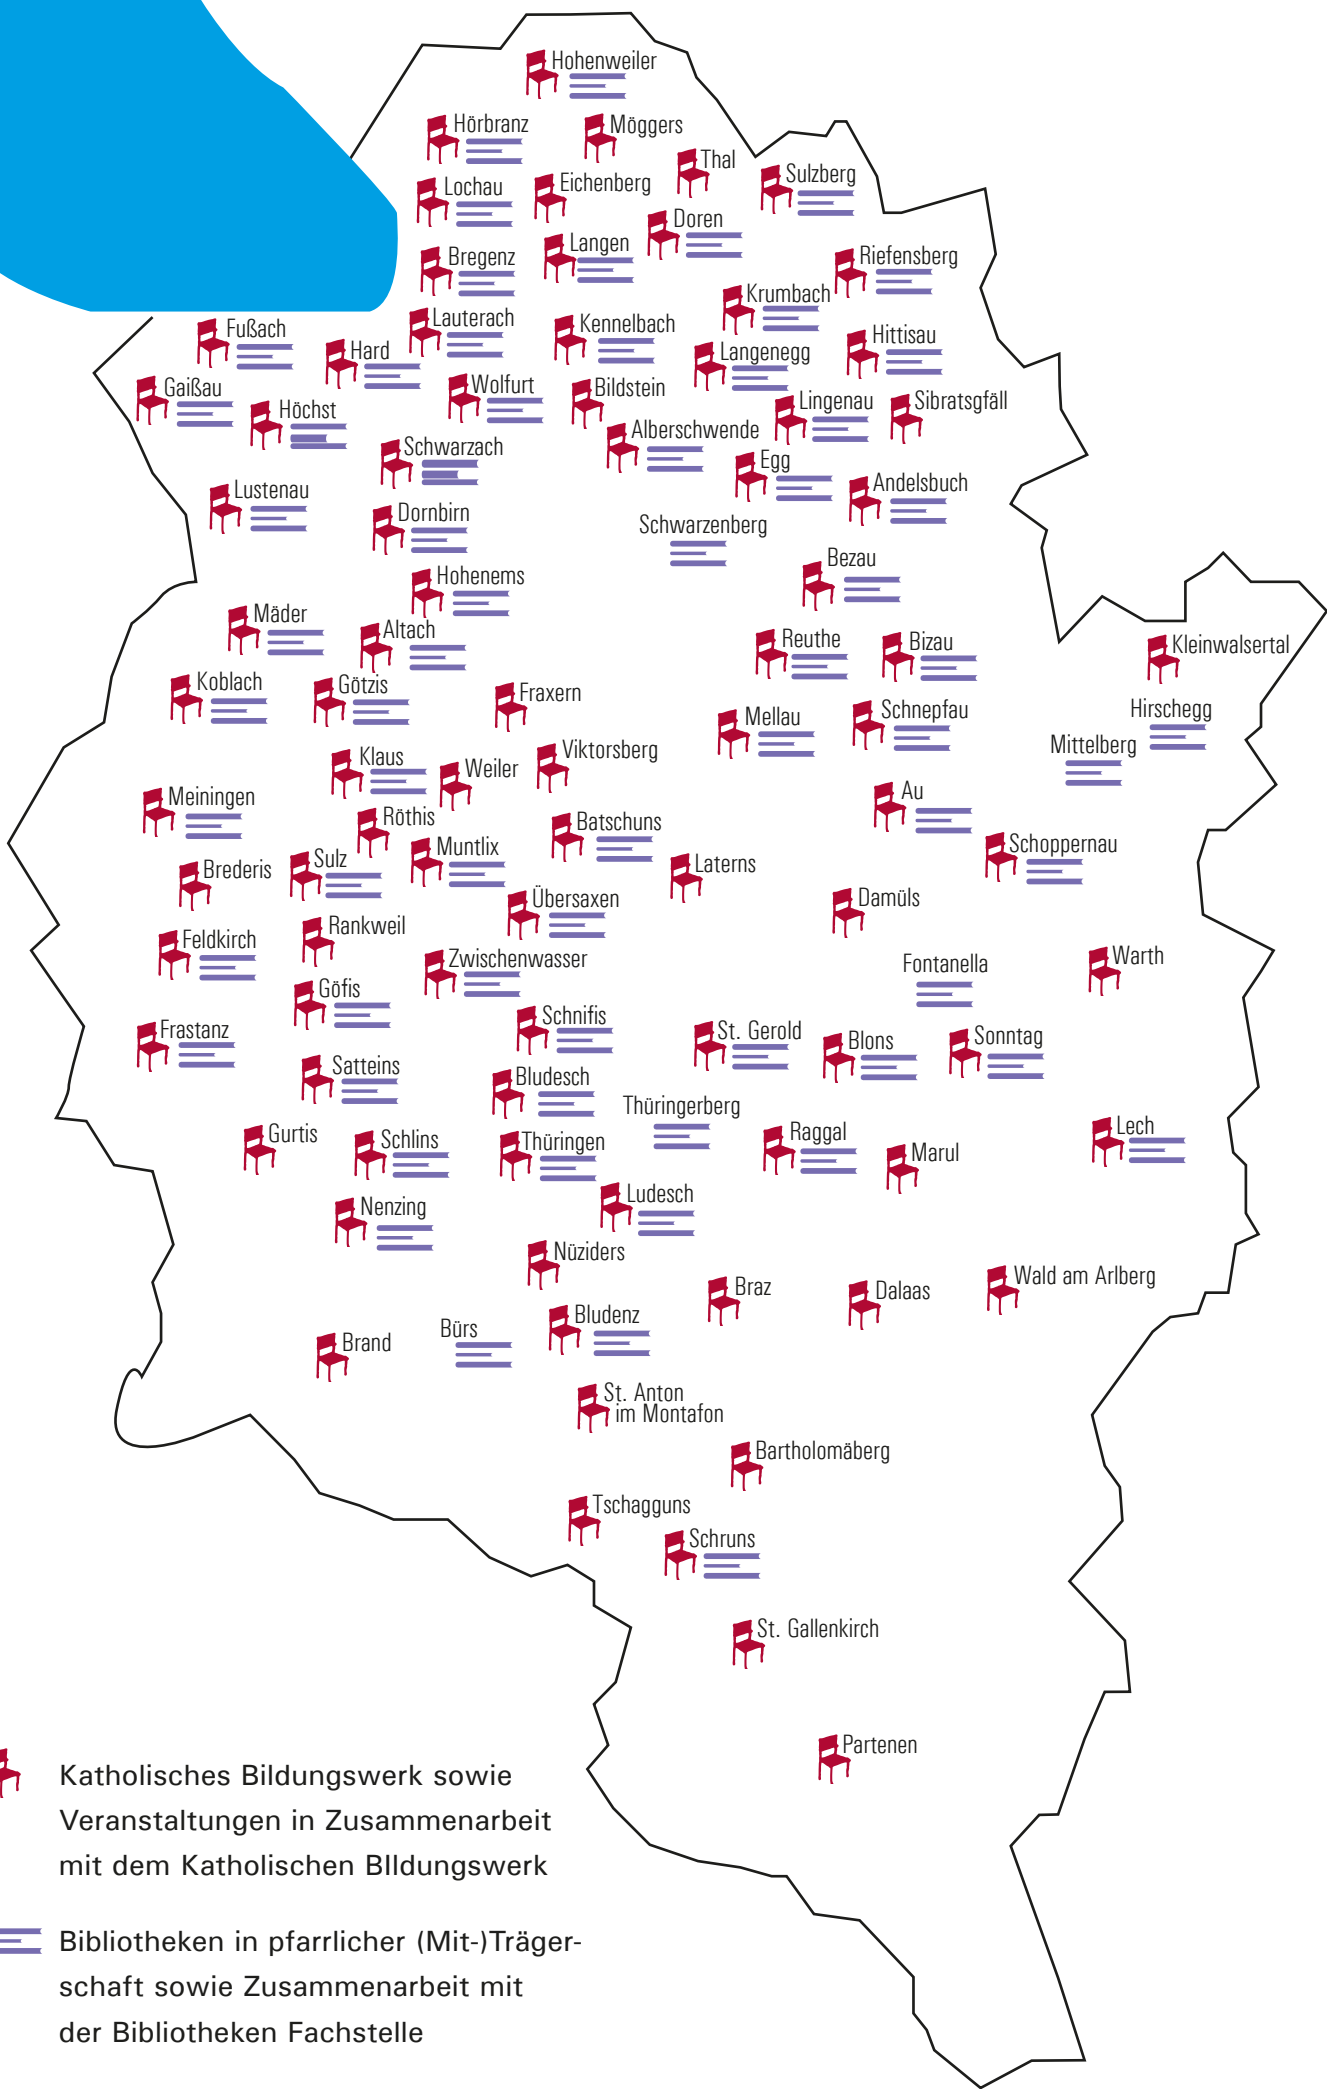 Hohenweiler
Hörbranz
Möggers
Thal
Sulzberg
Lochau
Eichenberg
Doren
Bregenz
Langen
Riefensberg
Krumbach
Fußach
Lauterach
Kennelbach
Hittisau
Hard
Langenegg
Gaißau
Wolfurt
Bildstein
Höchst
Lingenau
Sibratsgfäll
Alberschwende
Schwarzach
Egg
Lustenau
Andelsbuch
Dornbirn
Schwarzenberg
Bezau
Hohenems
Mäder
Altach
Reuthe
Bizau
Kleinwalsertal
Koblach
Götzis
Fraxern
Mellau
Schnepfau
Hirschegg
Mittelberg
Klaus
Weiler
Viktorsberg
Meiningen
Au
Röthis
Batschuns
Muntlix
Schoppernau
Brederis
Sulz
Laterns
Übersaxen
Damüls
Rankweil
Feldkirch
Zwischenwasser
Fontanella
Warth
Göfis
Schnifis
Frastanz
St. Gerold
Blons
Sonntag
Satteins
Bludesch
Thüringerberg
Gurtis
Schlins
Thüringen
Raggal
Marul
Lech
Nenzing
Ludesch
Nüziders
Braz
Dalaas
Wald am Arlberg
Brand
Bürs
Bludenz
St. Anton
im Montafon
Bartholomäberg
Tschagguns
Schruns
St. Gallenkirch
Partenen
Katholisches Bildungswerk sowie
Veranstaltungen in Zusammenarbeit
mit dem Katholischen BIldungswerk
Bibliotheken in pfarrlicher (Mit-)Träger-
schaft sowie Zusammenarbeit mit
der Bibliotheken Fachstelle